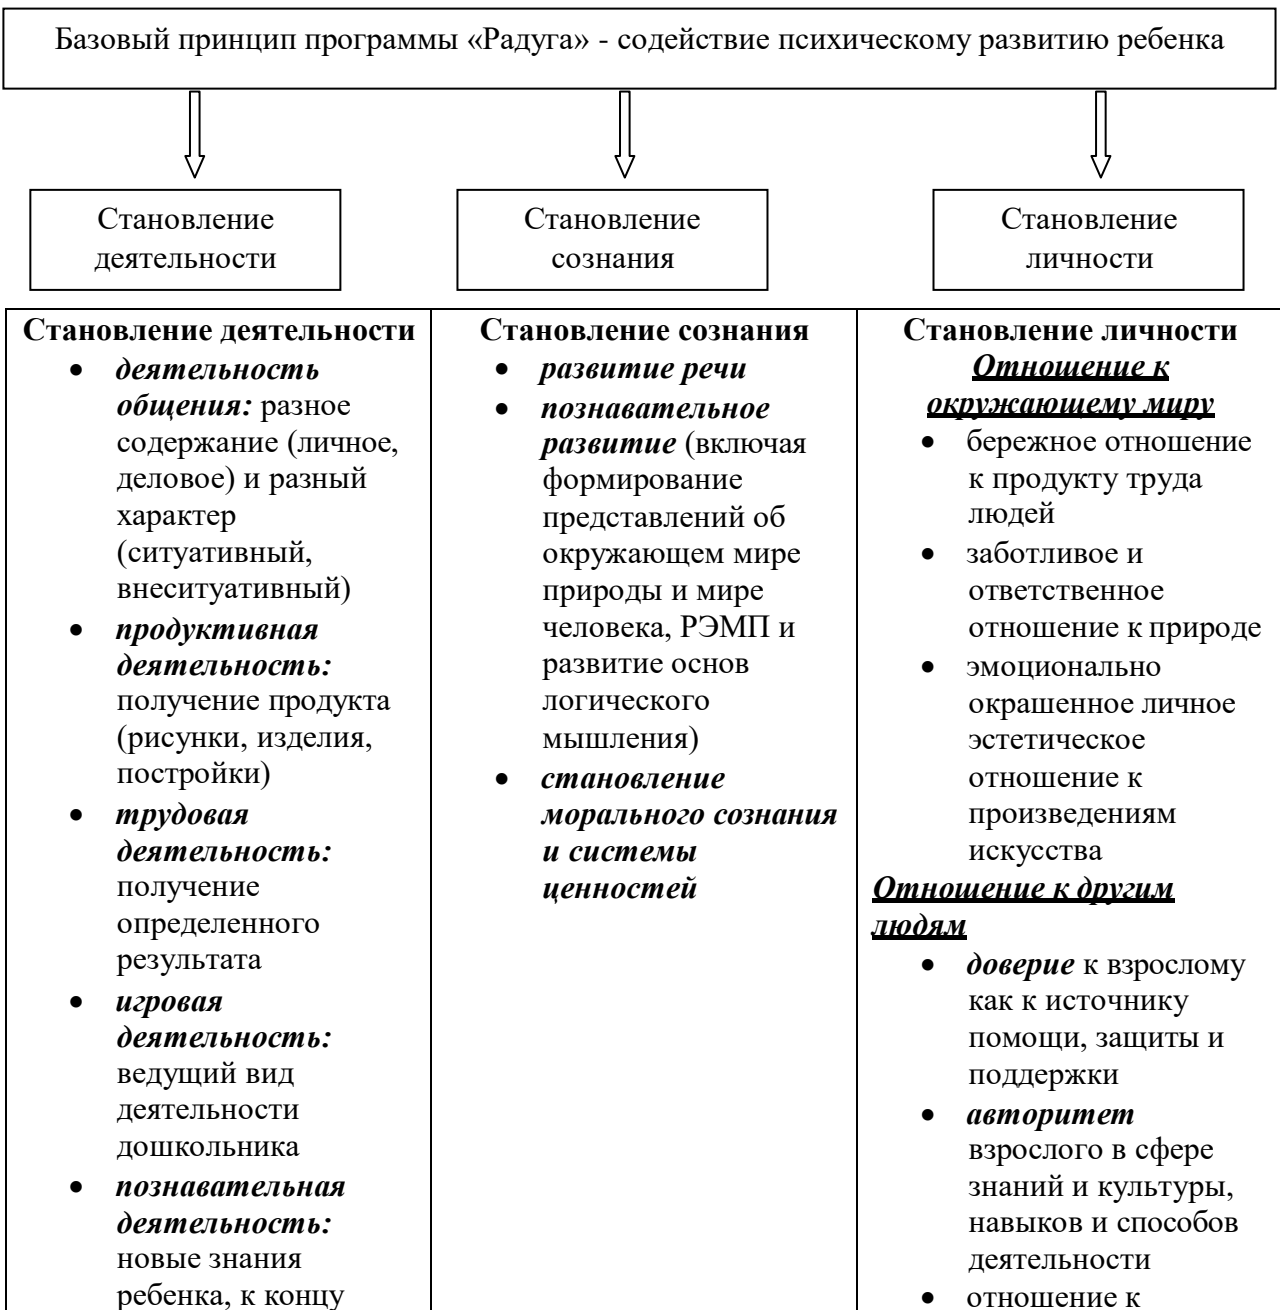 Базовый принцип программы «Радуга» - содействие психическому развитию ребенка
Становление
деятельности
Становление
сознания
Становление
личности
Становление деятельности
• деятельность
общения: разное
содержание (личное,
деловое) и разный
характер
(ситуативный,
внеситуативный)
• продуктивная
деятельность:
получение продукта
(рисунки, изделия,
постройки)
• трудовая
деятельность:
получение
определенного
результата
• игровая
деятельность:
ведущий вид
деятельности
дошкольника
• познавательная
деятельность:
новые знания
ребенка, к концу
Становление сознания
• развитие речи
• познавательное
развитие (включая
формирование
представлений об
окружающем мире
природы и мире
человека, РЭМП и
развитие основ
логического
мышления)
• становление
морального сознания
и системы
ценностей
Становление личности
Отношение к
окружающему миру
• бережное отношение
к продукту труда
людей
• заботливое и
ответственное
отношение к природе
• эмоционально
окрашенное личное
эстетическое
отношение к
произведениям
искусства
Отношение к другим
людям
• доверие к взрослому
как к источнику
помощи, защиты и
поддержки
• авторитет
взрослого в сфере
знаний и культуры,
навыков и способов
деятельности
• отношение к